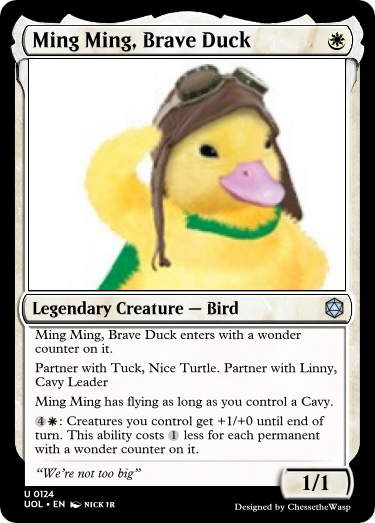 Ming Ming, Brave Duck
Legendary Creature — Bird
Ming Ming, Brave Duck enters with a wonder
counter on it.
Partner with Tuck, Nice Turtle. Partner with Linny,
Cavy Leader
Ming Ming has flying as long as you control a Cavy.
4: Creatures you control get +1/+0 until end of
turn. This ability costs 1 less for each permanent
with a wonder counter on it.
“We're not too big”
1/1
U 0124
UOL • EN NICK JR
Designed by ChessetheWasp